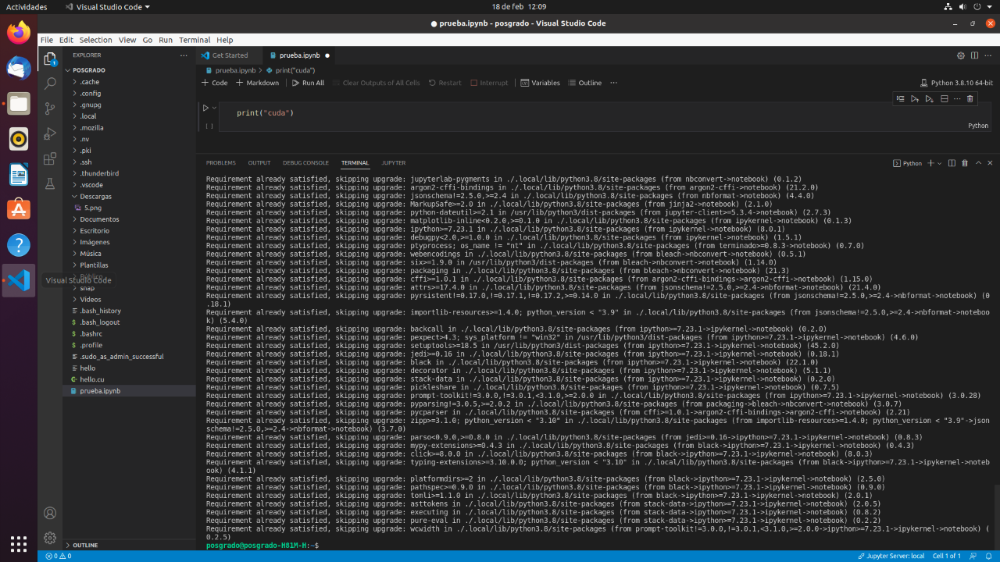 Actividades
Visual Studio Code
18 de feb 12:09
● prueba.ipynb - posgrado - Visual Studio Code
File Edit Selection View Go Run Terminal Help
EXPLORER
Get Started
prueba.ipynb
POSGRADO
prueba.ipynb > print("cuda")
.cache
Code Markdown Run All Clear Outputs of All Cells Restart Interrupt Variables Outline
Python 3.8.10 64-bit
.config
.gnupg
.local
.mozilla
.nv
.pki
.ssh
.thunderbird
.vscode
Descargas
5.png
Documentos
Escritorio
Imágenes
Música
Plantillas
Público
Visual Studio Code
snap
Vídeos
.bash_history
.bash_logout
.bashrc
.profile
.sudo_as_admin_successful
hello
hello.cu
prueba.ipynb
OUTLINE
print("cuda")
[ ]
Python
PROBLEMS OUTPUT DEBUG CONSOLE TERMINAL JUPYTER
Python
Requirement already satisfied, skipping upgrade: jupyterlab-pygments in ./.local/lib/python3.8/site-packages (from nbconvert->notebook) (0.1.2)
Requirement already satisfied, skipping upgrade: argon2-cffi-bindings in ./.local/lib/python3.8/site-packages (from argon2-cffi->notebook) (21.2.0)
Requirement already satisfied, skipping upgrade: jsonschema!=2.5.0,>=2.4 in ./.local/lib/python3.8/site-packages (from nbformat->notebook) (4.4.0)
Requirement already satisfied, skipping upgrade: MarkupSafe>=2.0 in ./.local/lib/python3.8/site-packages (from jinja2->notebook) (2.1.0)
Requirement already satisfied, skipping upgrade: python-dateutil>=2.1 in /usr/lib/python3/dist-packages (from jupyter-client>=5.3.4->notebook) (2.7.3)
Requirement already satisfied, skipping upgrade: matplotlib-inline<0.2.0,>=0.1.0 in ./.local/lib/python3.8/site-packages (from ipykernel->notebook) (0.1.3)
Requirement already satisfied, skipping upgrade: ipython>=7.23.1 in ./.local/lib/python3.8/site-packages (from ipykernel->notebook) (8.0.1)
Requirement already satisfied, skipping upgrade: debugpy<2.0,>=1.0.0 in ./.local/lib/python3.8/site-packages (from ipykernel->notebook) (1.5.1)
Requirement already satisfied, skipping upgrade: ptyprocess; os_name != "nt" in ./.local/lib/python3.8/site-packages (from terminado>=0.8.3->notebook) (0.7.0)
Requirement already satisfied, skipping upgrade: webencodings in ./.local/lib/python3.8/site-packages (from bleach->nbconvert->notebook) (0.5.1)
Requirement already satisfied, skipping upgrade: six>=1.9.0 in /usr/lib/python3/dist-packages (from bleach->nbconvert->notebook) (1.14.0)
Requirement already satisfied, skipping upgrade: packaging in ./.local/lib/python3.8/site-packages (from bleach->nbconvert->notebook) (21.3)
Requirement already satisfied, skipping upgrade: cffi>=1.0.1 in ./.local/lib/python3.8/site-packages (from argon2-cffi-bindings->argon2-cffi->notebook) (1.15.0)
Requirement already satisfied, skipping upgrade: attrs>=17.4.0 in ./.local/lib/python3.8/site-packages (from jsonschema!=2.5.0,>=2.4->nbformat->notebook) (21.4.0)
Requirement already satisfied, skipping upgrade: pyrsistent!=0.17.0,!=0.17.1,!=0.17.2,>=0.14.0 in ./.local/lib/python3.8/site-packages (from jsonschema!=2.5.0,>=2.4->nbformat->notebook) (0
.18.1)
Requirement already satisfied, skipping upgrade: importlib-resources>=1.4.0; python_version < "3.9" in ./.local/lib/python3.8/site-packages (from jsonschema!=2.5.0,>=2.4->nbformat->noteboo
k) (5.4.0)
Requirement already satisfied, skipping upgrade: backcall in ./.local/lib/python3.8/site-packages (from ipython>=7.23.1->ipykernel->notebook) (0.2.0)
Requirement already satisfied, skipping upgrade: pexpect>4.3; sys_platform != "win32" in /usr/lib/python3/dist-packages (from ipython>=7.23.1->ipykernel->notebook) (4.6.0)
Requirement already satisfied, skipping upgrade: setuptools>=18.5 in /usr/lib/python3/dist-packages (from ipython>=7.23.1->ipykernel->notebook) (45.2.0)
Requirement already satisfied, skipping upgrade: jedi>=0.16 in ./.local/lib/python3.8/site-packages (from ipython>=7.23.1->ipykernel->notebook) (0.18.1)
Requirement already satisfied, skipping upgrade: black in ./.local/lib/python3.8/site-packages (from ipython>=7.23.1->ipykernel->notebook) (22.1.0)
Requirement already satisfied, skipping upgrade: decorator in ./.local/lib/python3.8/site-packages (from ipython>=7.23.1->ipykernel->notebook) (5.1.1)
Requirement already satisfied, skipping upgrade: stack-data in ./.local/lib/python3.8/site-packages (from ipython>=7.23.1->ipykernel->notebook) (0.2.0)
Requirement already satisfied, skipping upgrade: pickleshare in ./.local/lib/python3.8/site-packages (from ipython>=7.23.1->ipykernel->notebook) (0.7.5)
Requirement already satisfied, skipping upgrade: prompt-toolkit!=3.0.0,!=3.0.1,<3.1.0,>=2.0.0 in ./.local/lib/python3.8/site-packages (from ipython>=7.23.1->ipykernel->notebook) (3.0.28)
Requirement already satisfied, skipping upgrade: pyparsing!=3.0.5,>=2.0.2 in ./.local/lib/python3.8/site-packages (from packaging->bleach->nbconvert->notebook) (3.0.7)
Requirement already satisfied, skipping upgrade: pycparser in ./.local/lib/python3.8/site-packages (from cffi>=1.0.1->argon2-cffi-bindings->argon2-cffi->notebook) (2.21)
Requirement already satisfied, skipping upgrade: zipp>=3.1.0; python_version < "3.10" in ./.local/lib/python3.8/site-packages (from importlib-resources>=1.4.0; python_version < "3.9"->json
schema!=2.5.0,>=2.4->nbformat->notebook) (3.7.0)
Requirement already satisfied, skipping upgrade: parso<0.9.0,>=0.8.0 in ./.local/lib/python3.8/site-packages (from jedi>=0.16->ipython>=7.23.1->ipykernel->notebook) (0.8.3)
Requirement already satisfied, skipping upgrade: mypy-extensions>=0.4.3 in ./.local/lib/python3.8/site-packages (from black->ipython>=7.23.1->ipykernel->notebook) (0.4.3)
Requirement already satisfied, skipping upgrade: click>=8.0.0 in ./.local/lib/python3.8/site-packages (from black->ipython>=7.23.1->ipykernel->notebook) (8.0.3)
Requirement already satisfied, skipping upgrade: typing-extensions>=3.10.0.0; python_version < "3.10" in ./.local/lib/python3.8/site-packages (from black->ipython>=7.23.1->ipykernel->noteb
ook) (4.1.1)
Requirement already satisfied, skipping upgrade: platformdirs>=2 in ./.local/lib/python3.8/site-packages (from black->ipython>=7.23.1->ipykernel->notebook) (2.5.0)
Requirement already satisfied, skipping upgrade: pathspec>=0.9.0 in ./.local/lib/python3.8/site-packages (from black->ipython>=7.23.1->ipykernel->notebook) (0.9.0)
Requirement already satisfied, skipping upgrade: tomli>=1.1.0 in ./.local/lib/python3.8/site-packages (from black->ipython>=7.23.1->ipykernel->notebook) (2.0.1)
Requirement already satisfied, skipping upgrade: asttokens in ./.local/lib/python3.8/site-packages (from stack-data->ipython>=7.23.1->ipykernel->notebook) (2.0.5)
Requirement already satisfied, skipping upgrade: executing in ./.local/lib/python3.8/site-packages (from stack-data->ipython>=7.23.1->ipykernel->notebook) (0.8.2)
Requirement already satisfied, skipping upgrade: pure-eval in ./.local/lib/python3.8/site-packages (from stack-data->ipython>=7.23.1->ipykernel->notebook) (0.2.2)
Requirement already satisfied, skipping upgrade: wcwidth in ./.local/lib/python3.8/site-packages (from prompt-toolkit!=3.0.0,!=3.0.1,<3.1.0,>=2.0.0->ipython>=7.23.1->ipykernel->notebook) (
0.2.5)
posgrado@posgrado-H81M-H:~$
0 0
Jupyter Server: local
Cell 1 of 1